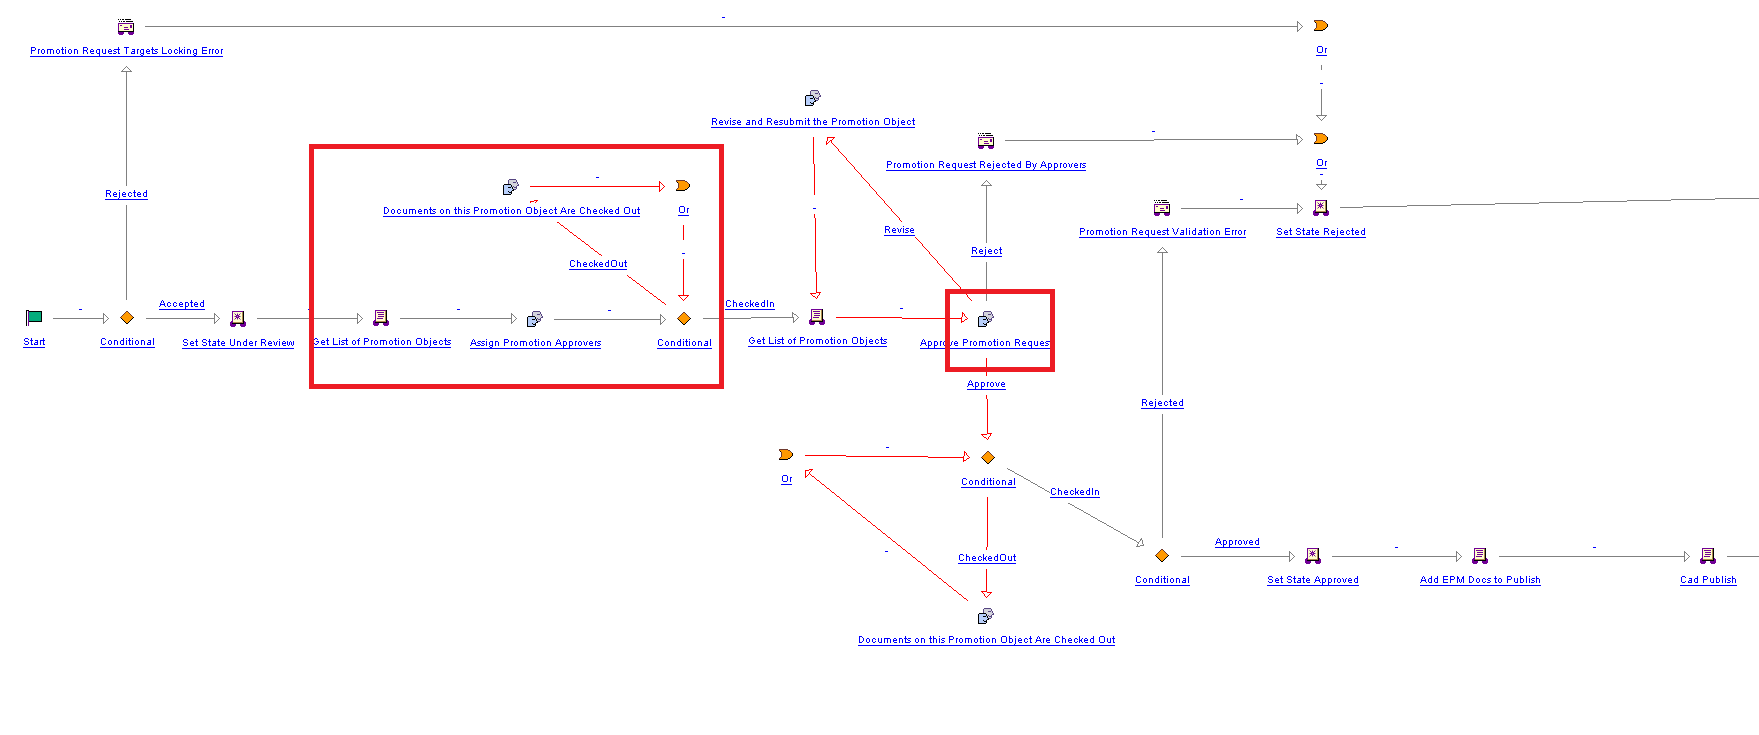 Promotion Request Targets Locking Error
Or
Revise and Resubmit the Promotion Object
Or
Promotion Request Rejected By Approvers
Rejected
Documents on this Promotion Object Are Checked Out
Or
Revise
Promotion Request Validation Error
Set State Rejected
Reject
CheckedOut
Accepted
CheckedIn
Start
Conditional
Set State Under Review
Get List of Promotion Objects
Assign Promotion Approvers
Conditional
Get List of Promotion Objects
Approve Promotion Request
Approve
Rejected
Or
Conditional
CheckedIn
Approved
CheckedOut
Conditional
Set State Approved
Add EPM Docs to Publish
Cad Publish
Documents on this Promotion Object Are Checked Out